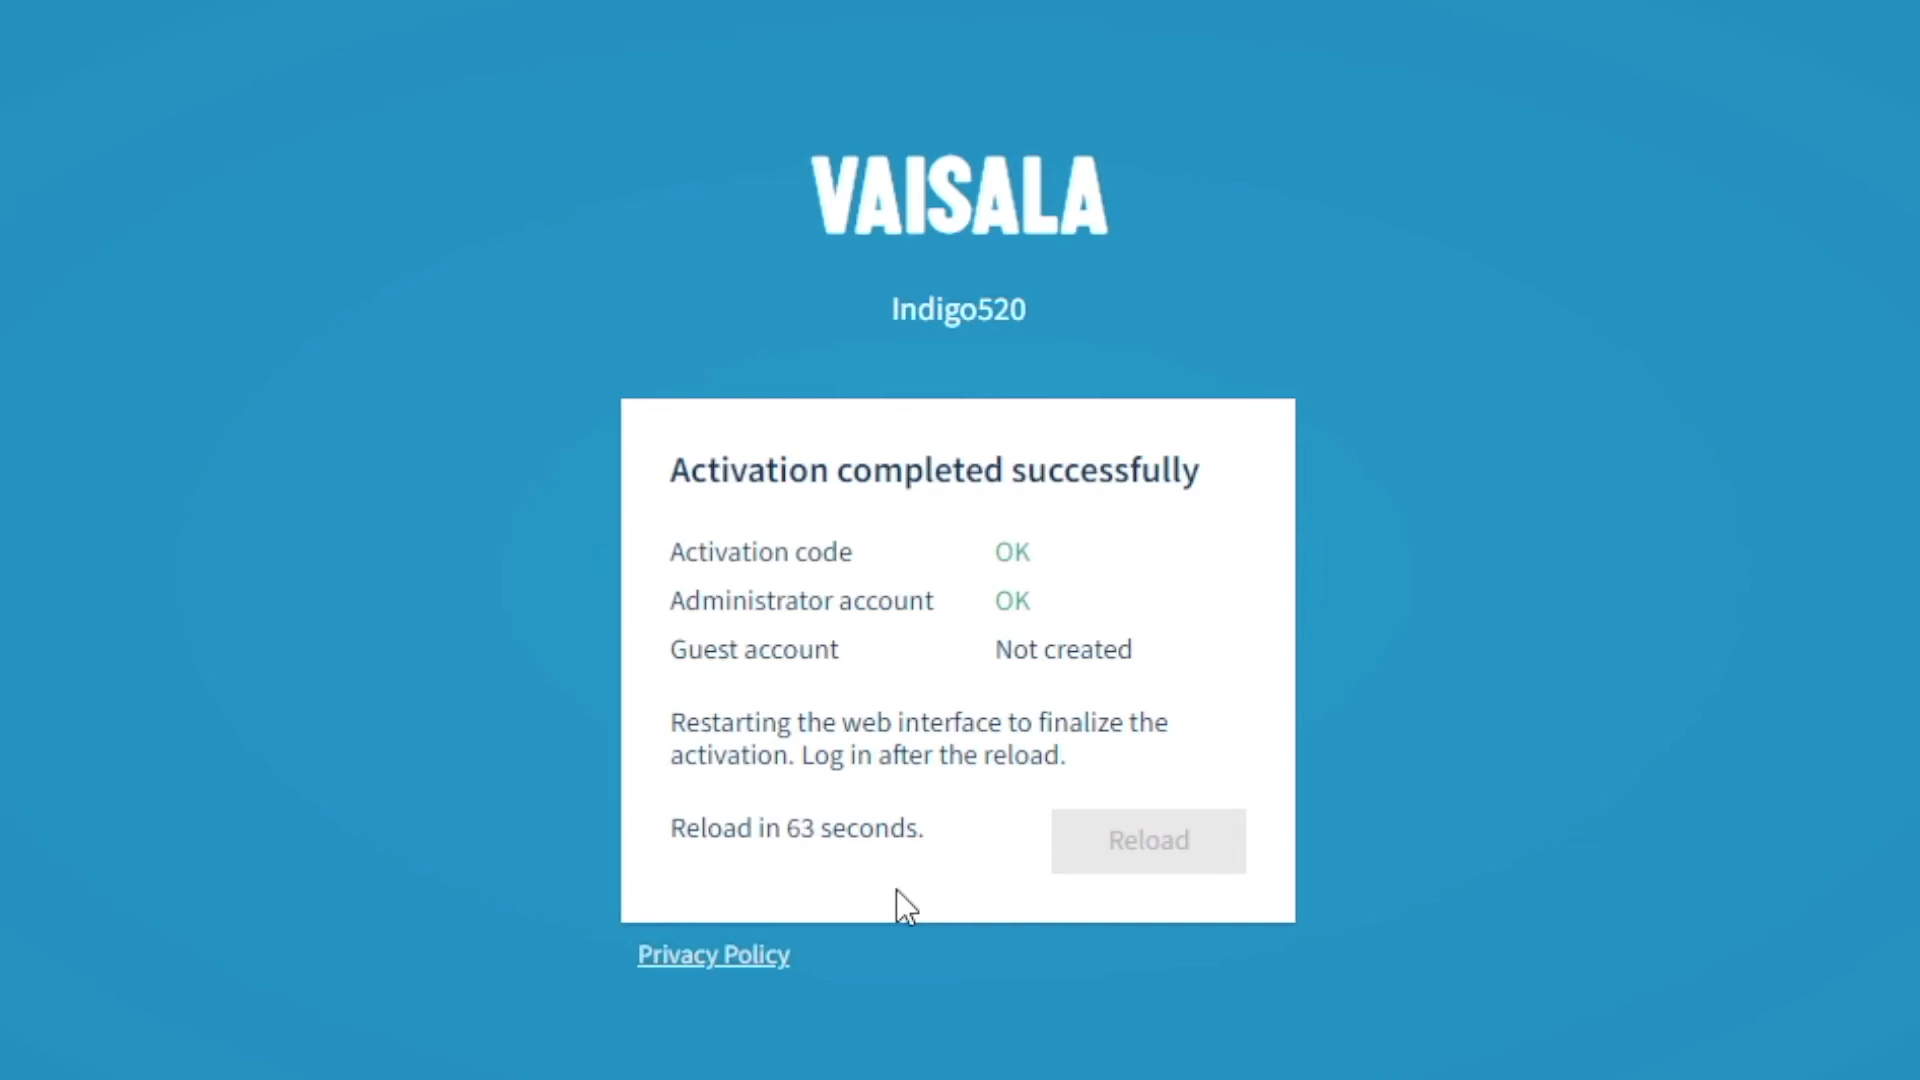 VAISALA
Indigo520
Activation completed successfully
Activation code OK
Administrator account OK
Guest account Not created
Restarting the web interface to finalize the
activation. Log in after the reload.
Reload in 63 seconds.
Reload
Privacy Policy